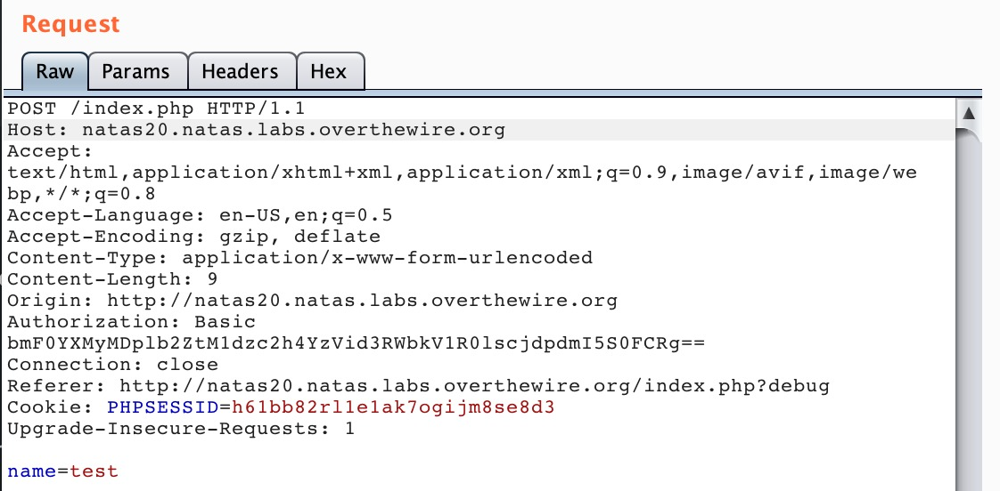 Request
Raw Params Headers Hex
POST /index.php HTTP/1.1
Host: natas20.natas.labs.overthewire.org
Accept:
text/html,application/xhtml+xml,application/xml;q=0.9,image/avif,image/we
bp,*/*;q=0.8
Accept-Language: en-US,en;q=0.5
Accept-Encoding: gzip, deflate
Content-Type: application/x-www-form-urlencoded
Content-Length: 9
Origin: http://natas20.natas.labs.overthewire.org
Authorization: Basic
bmF0YXMyMDplb2ZtM1dzc2h4YzVid3RWbkV1R0lscjdpdmI5S0FCRg==
Connection: close
Referer: http://natas20.natas.labs.overthewire.org/index.php?debug
Cookie: PHPSESSID=h61bb82rl1e1ak7ogijm8se8d3
Upgrade-Insecure-Requests: 1
name=test